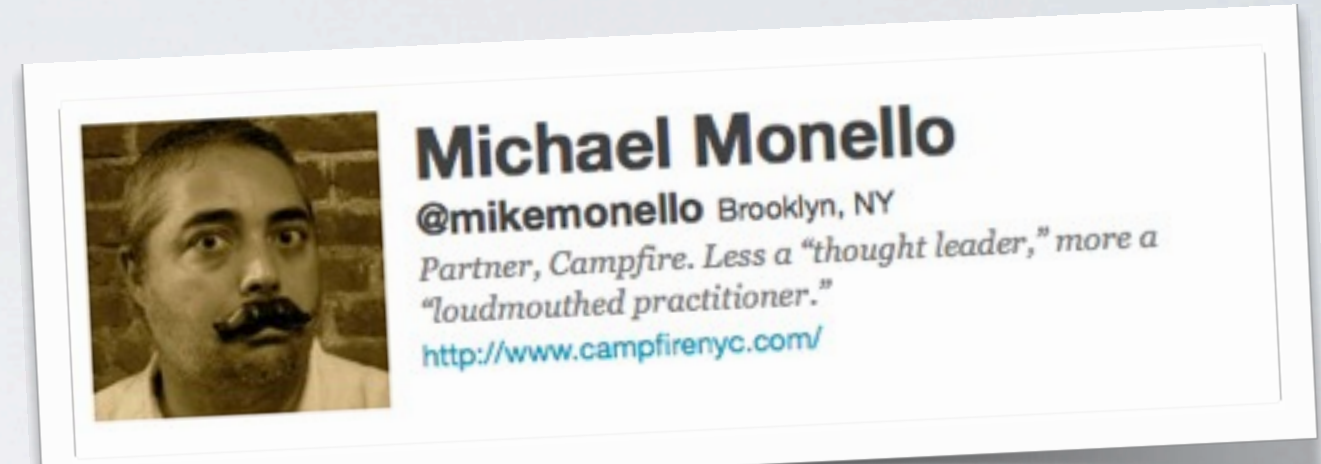 Michael Monello
@mikemonello Brooklyn, NY
Partner, Campfire. Less a “thought leader,” more a
“loudmouthed practitioner.”
http://www.campfirenyc.com/